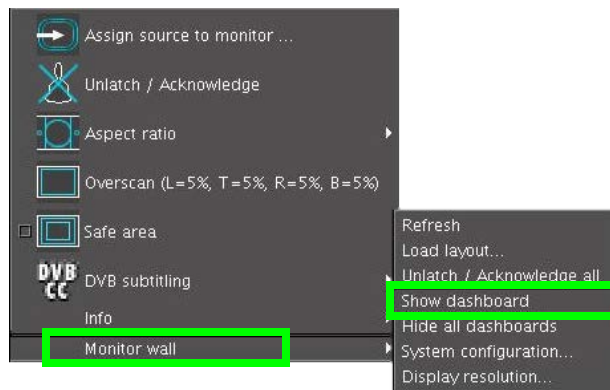 Assign source to monitor ...
Unlatch / Acknowledge
Aspect ratio
Overscan (L=5%, T=5%, R=5%, B=5%)
Safe area
DVB
CC
DVB subtitling
Info
Monitor wall
Refresh
Load layout...
Unlatch / Acknowledge all
Show dashboard
Hide all dashboards
System configuration...
Display resolution...